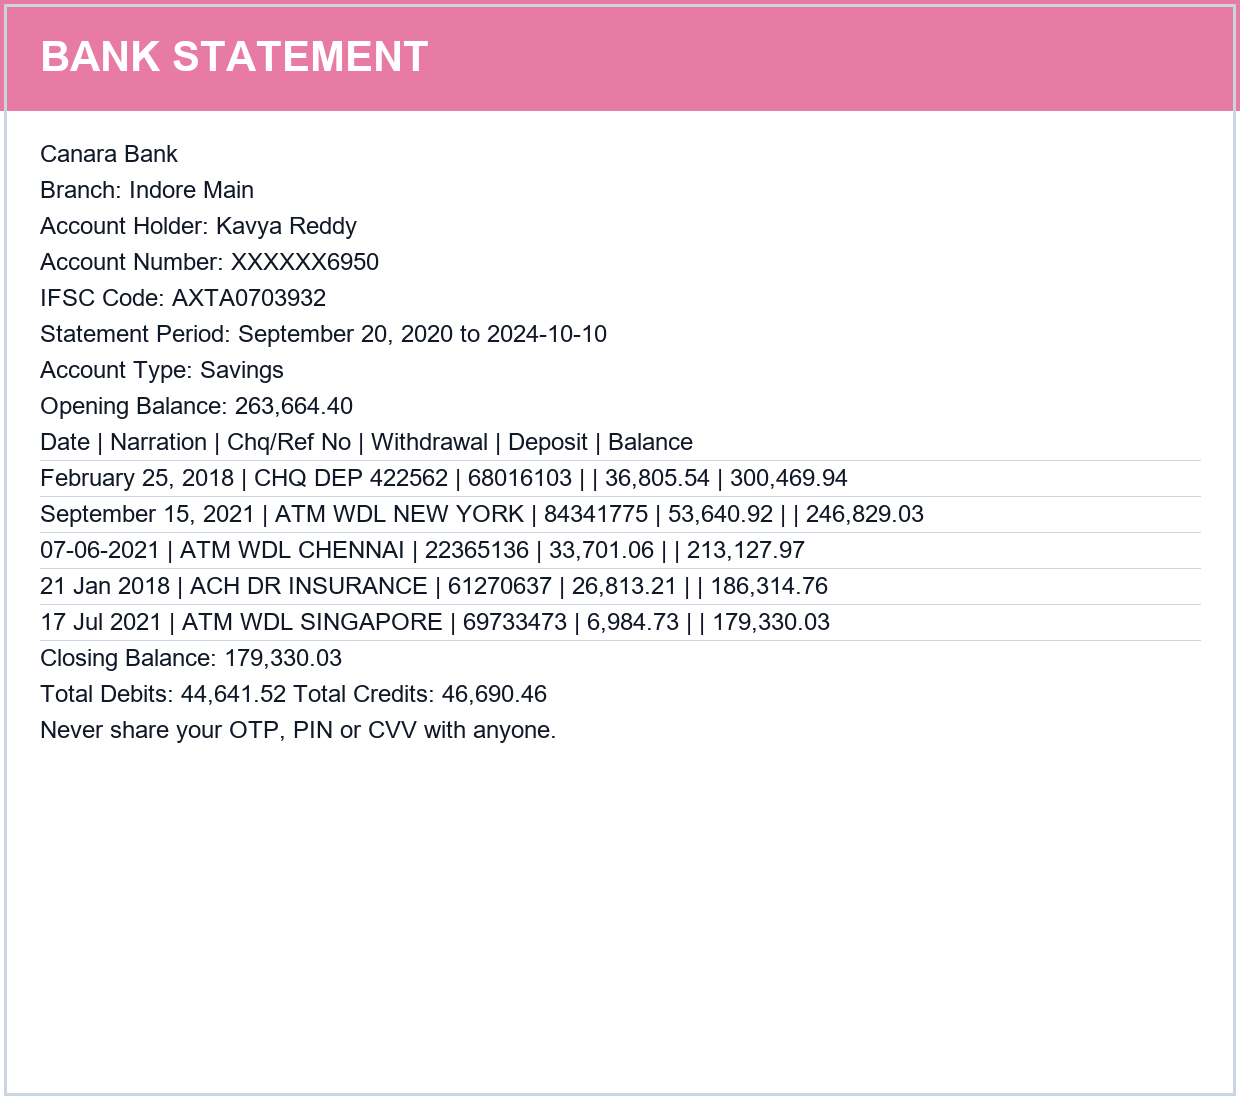 BANK STATEMENT
Canara Bank
Branch: Indore Main
Account Holder: Kavya Reddy
Account Number: XXXXXX6950
IFSC Code: AXTA0703932
Statement Period: September 20, 2020 to 2024-10-10
Account Type: Savings
Opening Balance: 263,664.40
Date | Narration | Chq/Ref No | Withdrawal | Deposit | Balance
February 25, 2018 | CHQ DEP 422562 | 68016103 | | 36,805.54 | 300,469.94
September 15, 2021 | ATM WDL NEW YORK | 84341775 | 53,640.92 | | 246,829.03
07-06-2021 | ATM WDL CHENNAI | 22365136 | 33,701.06 | | 213,127.97
21 Jan 2018 | ACH DR INSURANCE | 61270637 | 26,813.21 | | 186,314.76
17 Jul 2021 | ATM WDL SINGAPORE | 69733473 | 6,984.73 | | 179,330.03
Closing Balance: 179,330.03
Total Debits: 44,641.52 Total Credits: 46,690.46
Never share your OTP, PIN or CVV with anyone.